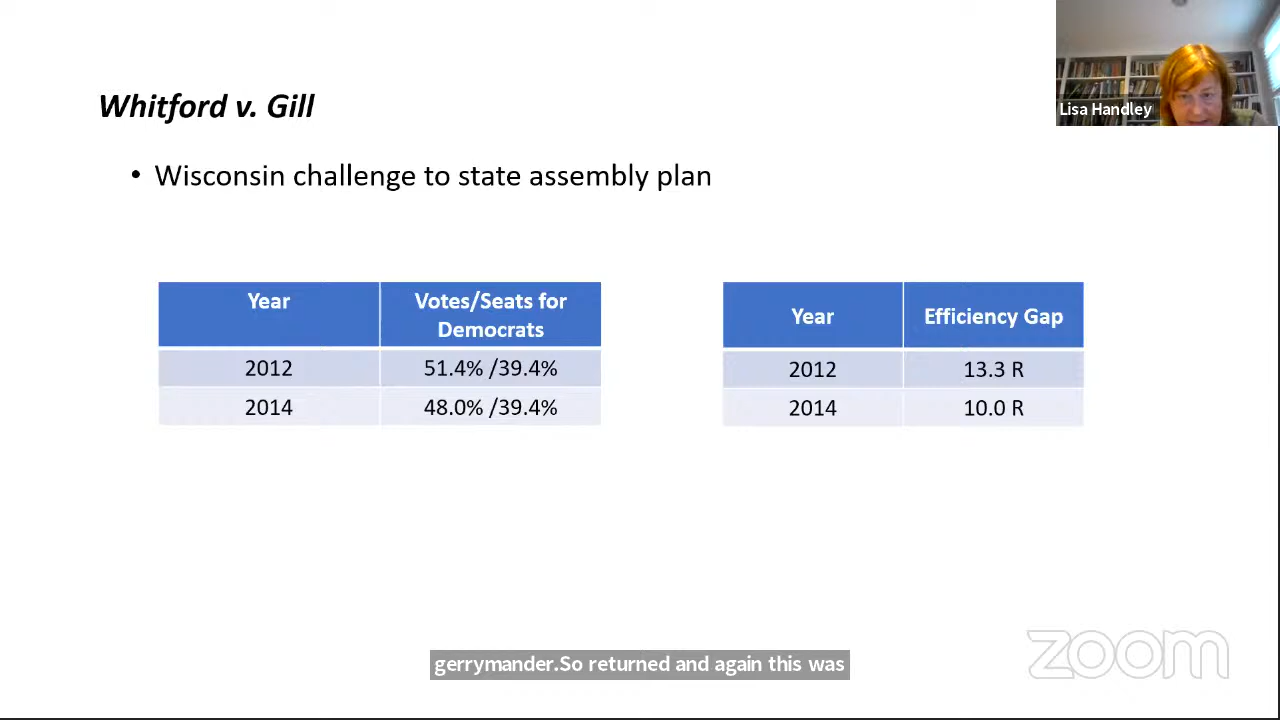 Whitford v. Gill
Lisa Handley
• Wisconsin challenge to state assembly plan
Year
Votes/Seats for
Democrats
2012
51.4% /39.4%
2014
48.0% /39.4%
Year
Efficiency Gap
2012
13.3 R
2014
10.0 R
gerrymander.So returned and again this was
zoom